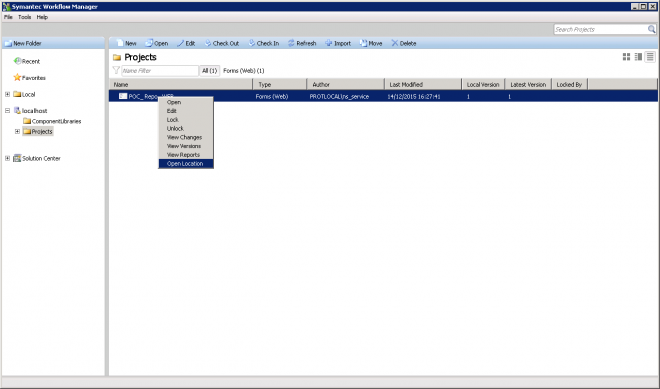 Symantec Workflow Manager
File Tools Help
Search Projects
New Folder
New Open Edit Check Out Check In Refresh Import Move Delete
Recent
Favorites
Local
localhost
ComponentLibraries
Projects
Solution Center
Projects
Name Filter All (1) Forms (Web) (1)
Name Type Author Last Modified Local Version Latest Version Locked By
POC_ Forms (Web) PROTLOCAL\ns_service 14/12/2015 16:27:41 1 1
Open
Edit
Lock
Unlock
View Changes
View Versions
View Reports
Open Location